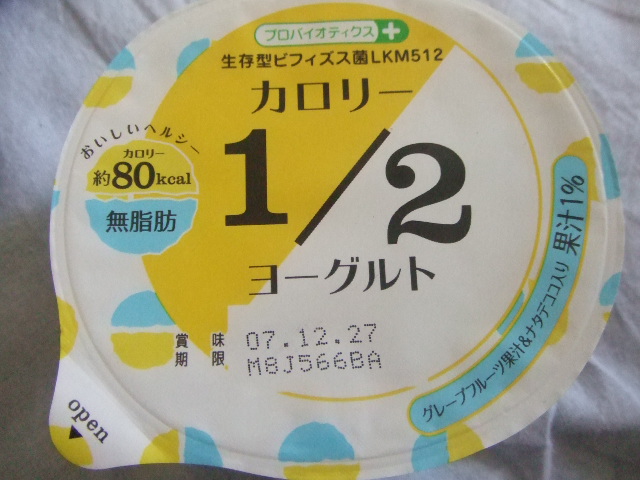 プロバイオティクス+
生存型ビフィズス菌LKM512
カロリー
1/2
ヨーグルト
おいしいヘルシー
カロリー
約80kcal
無脂肪
グレープフルーツ果汁&ナタデココ入り 果汁1%
賞味
期限
07.12.27
M8J566BA
open